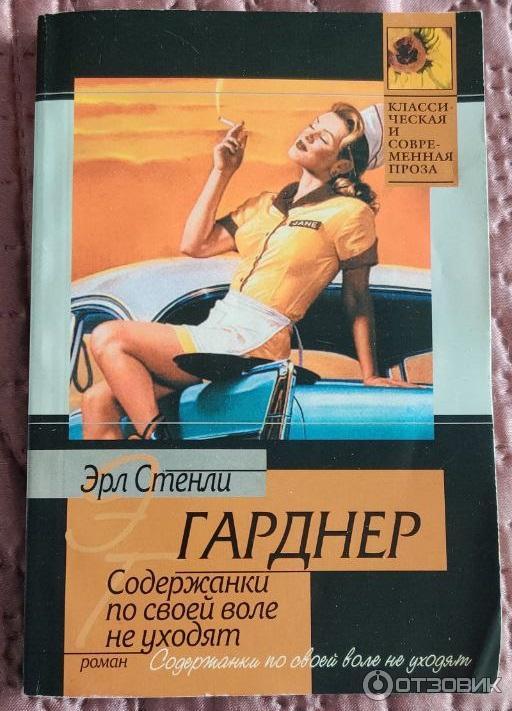 КЛАССИ-
ЧЕСКАЯ И
СОВРЕ-
МЕННАЯ
ПРОЗА
JANE
Эрл Стенли
ЭГ
ГАРДНЕР
Содержанки
по своей воле
не уходят
роман
Содержанки по своей воле не уходят
ОТЗОВИК